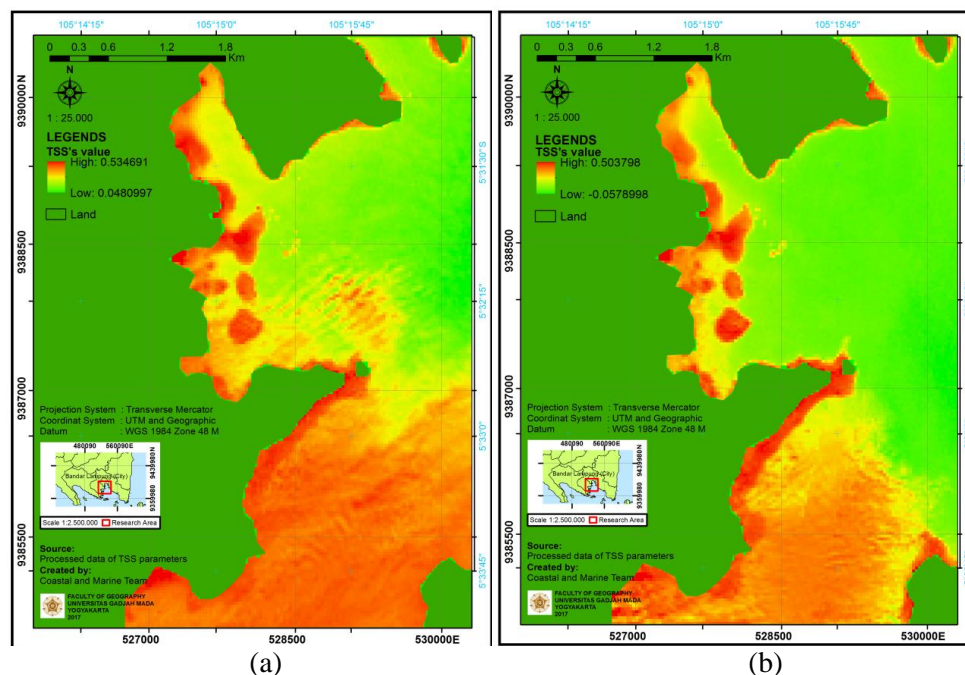 105°14'15" 105°15'0" 105°15'45"
0 0.3 0.6 1.2 1.8
Km
N
1 : 25.000
LEGENDS
TSS's value
High: 0.534691
Low: 0.0480997
Land
Projection System : Transverse Mercator
Coordinat System : UTM and Geographic
Datum : WGS 1984 Zone 48 M
480090 560090E
Bandar Lampung (City)
9439980N
9359980
Scale 1:2.500.000 Research Area
Source:
Processed data of TSS parameters
Created by:
Coastal and Marine Team
FACULTY OF GEOGRAPHY
UNIVERSITAS GADJAH MADA
YOGYAKARTA
2017
9390000N
9388500
9387000
9385500
5°31'30"S
5°32'15"
5°33'0"
5°33'45"
527000 528500 530000E
(a)
105°14'15" 105°15'0" 105°15'45"
0 0.3 0.6 1.2 1.8
Km
N
1 : 25.000
LEGENDS
TSS's value
High: 0.503798
Low: -0.0578998
Land
Projection System : Transverse Mercator
Coordinat System : UTM and Geographic
Datum : WGS 1984 Zone 48 M
480090 560090E
Bandar Lampung (City)
9439980N
9359980
Scale 1:2.500.000 Research Area
Source:
Processed data of TSS parameters
Created by:
Coastal and Marine Team
FACULTY OF GEOGRAPHY
UNIVERSITAS GADJAH MADA
YOGYAKARTA
2017
9390000N
9388500
9387000
9385500
527000 528500 530000E
(b)